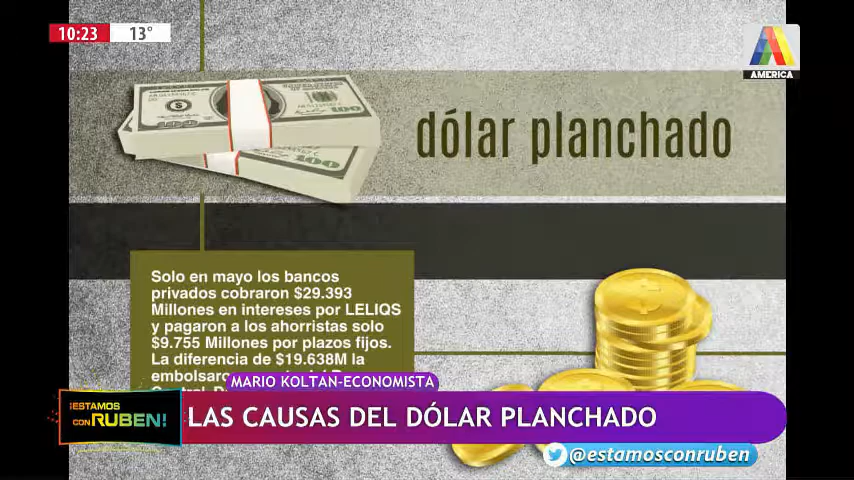 10:23 13°
AMERICA
dólar planchado
Solo en mayo los bancos
privados cobraron $29.393
Millones en intereses por LELIQS
y pagaron a los ahorristas solo
$9.755 Millones por plazos fijos.
La diferencia de $19.638M la
MARIO KOLTAN-ECONOMISTA
¡ESTAMOS
CON RUBEN!
LAS CAUSAS DEL DÓLAR PLANCHADO
@estamosconruben